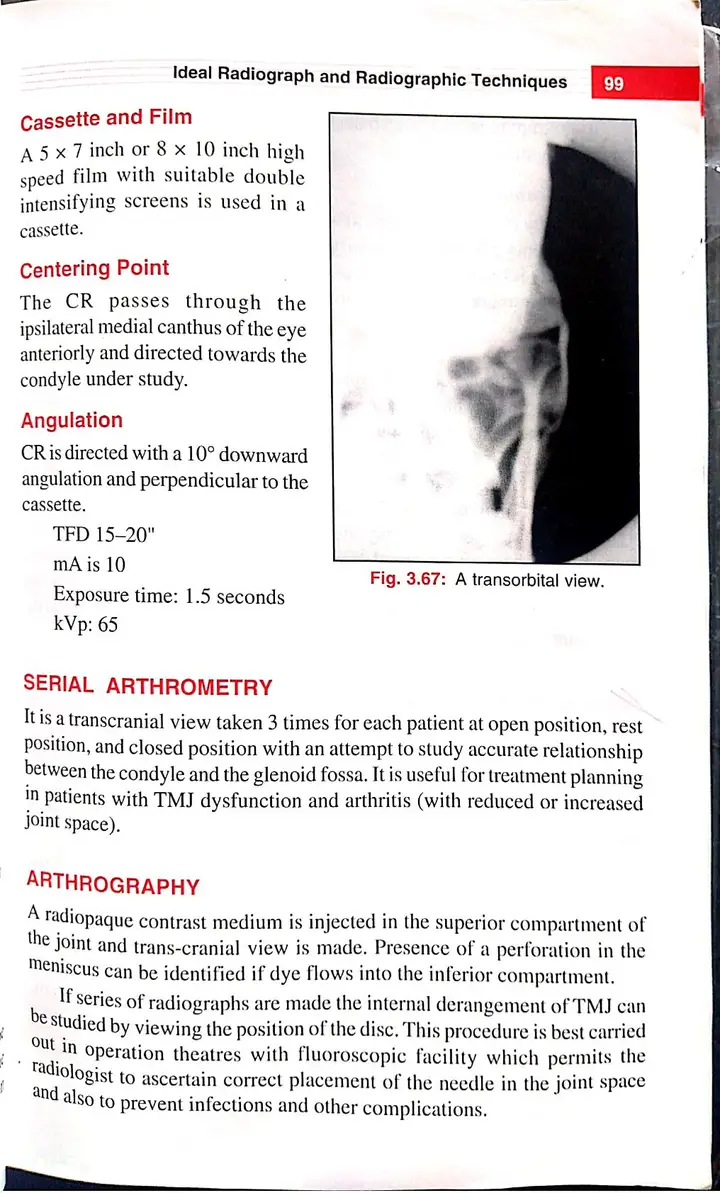 Ideal Radiograph and Radiographic Techniques 99
Cassette and Film
A 5 × 7 inch or 8 × 10 inch high
speed film with suitable double
intensifying screens is used in a
cassette.
Centering Point
The CR passes through the
ipsilateral medial canthus of the eye
anteriorly and directed towards the
condyle under study.
Angulation
CR is directed with a 10° downward
angulation and perpendicular to the
cassette.
TFD 15–20"
mA is 10
Exposure time: 1.5 seconds
kVp: 65
Fig. 3.67: A transorbital view.
SERIAL ARTHROMETRY
It is a transcranial view taken 3 times for each patient at open position, rest
position, and closed position with an attempt to study accurate relationship
between the condyle and the glenoid fossa. It is useful for treatment planning
in patients with TMJ dysfunction and arthritis (with reduced or increased
joint space).
ARTHROGRAPHY
A radiopaque contrast medium is injected in the superior compartment of
the joint and trans-cranial view is made. Presence of a perforation in the
meniscus can be identified if dye flows into the inferior compartment.
If series of radiographs are made the internal derangement of TMJ can
be studied by viewing the position of the disc. This procedure is best carried
out in operation theatres with fluoroscopic facility which permits the
radiologist to ascertain correct placement of the needle in the joint space
and also to prevent infections and other complications.